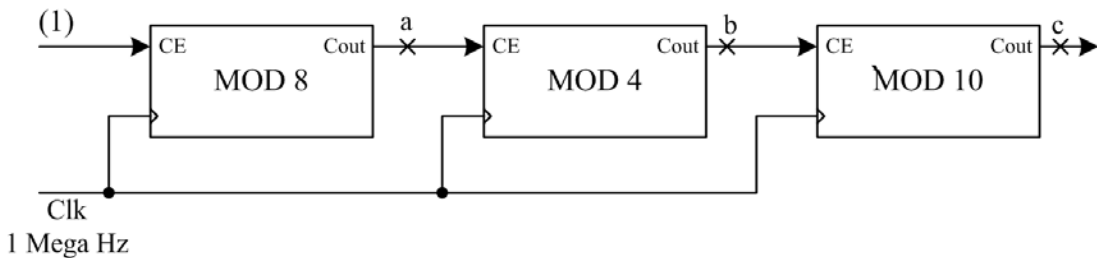 (1)
a
b
c
CE
Cout
CE
Cout
CE
Cout
MOD 8
MOD 4
MOD 10
Clk
1 Mega Hz